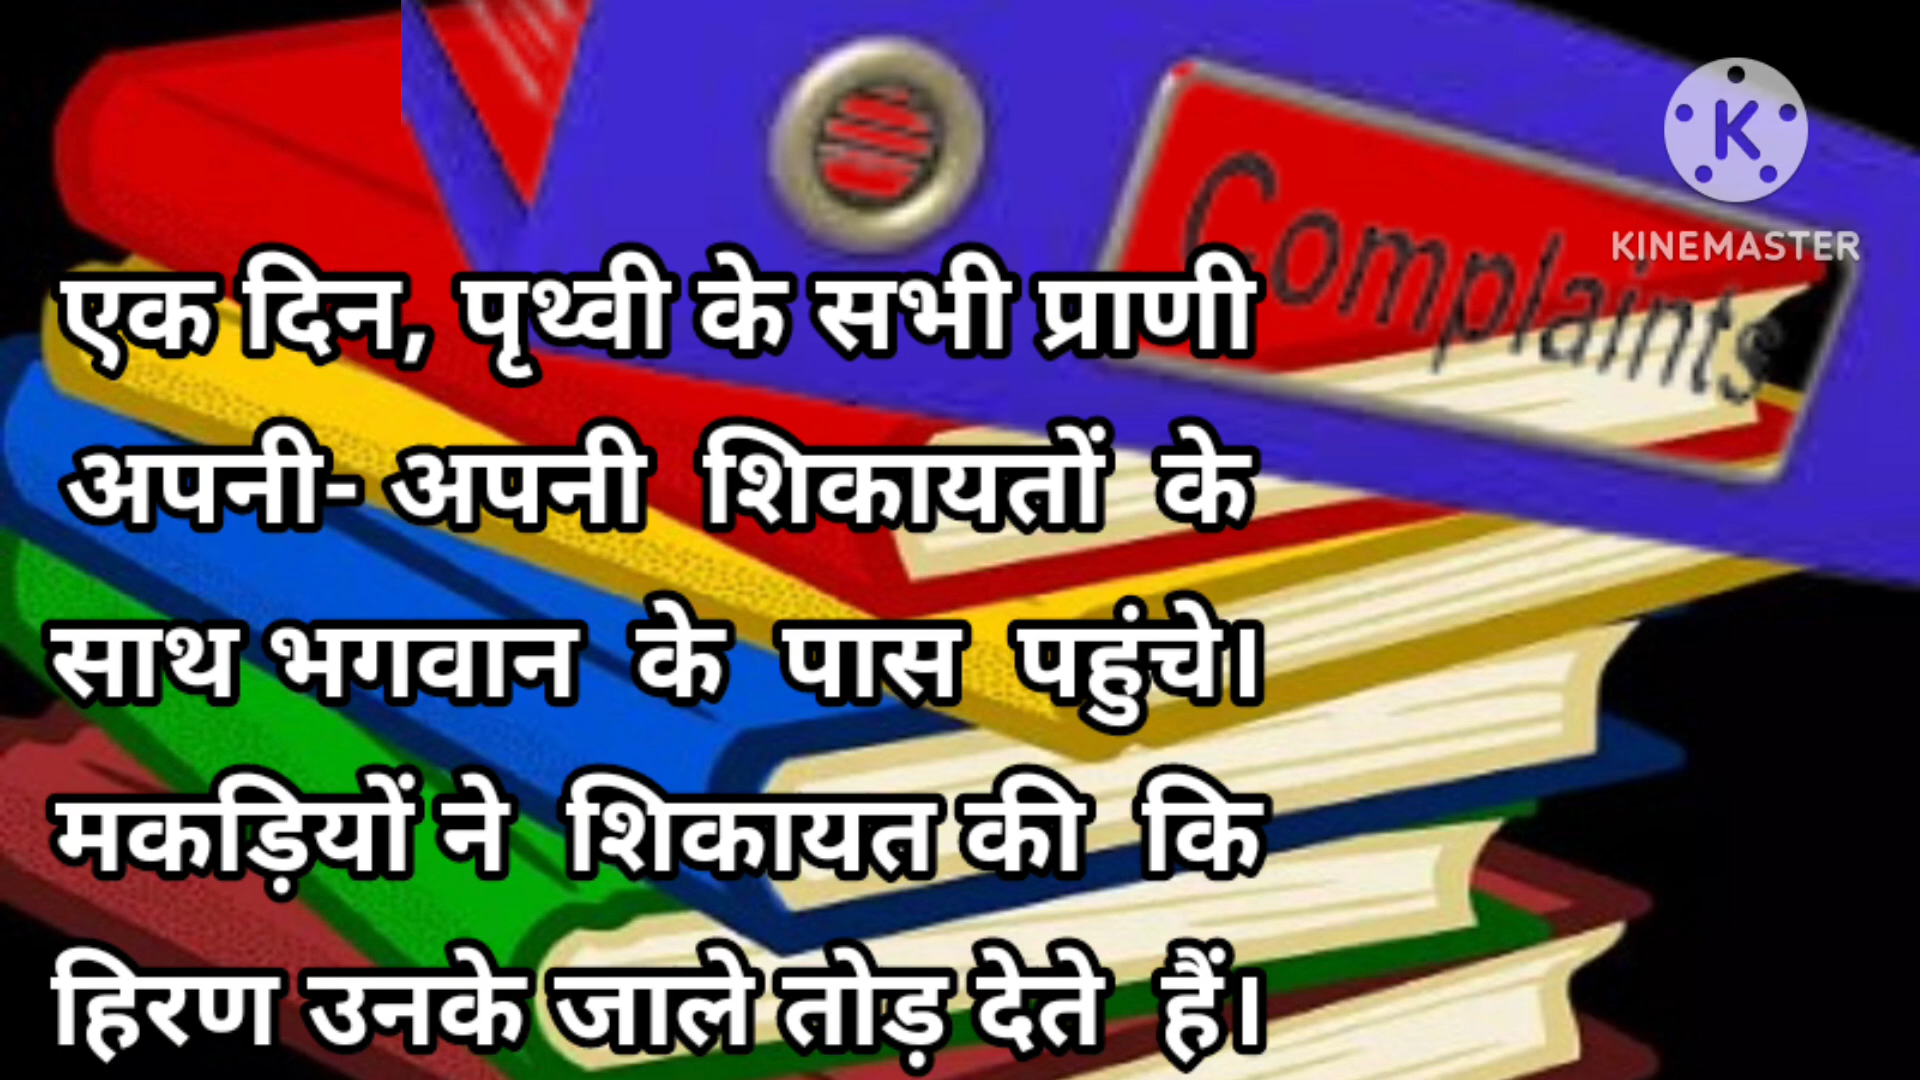 Complaints
KINEMASTER
एक दिन, पृथ्वी के सभी प्राणी
अपनी- अपनी शिकायतों के
साथ भगवान के पास पहुंचे।
मकड़ियों ने शिकायत की कि
हिरण उनके जाले तोड़ देते हैं।